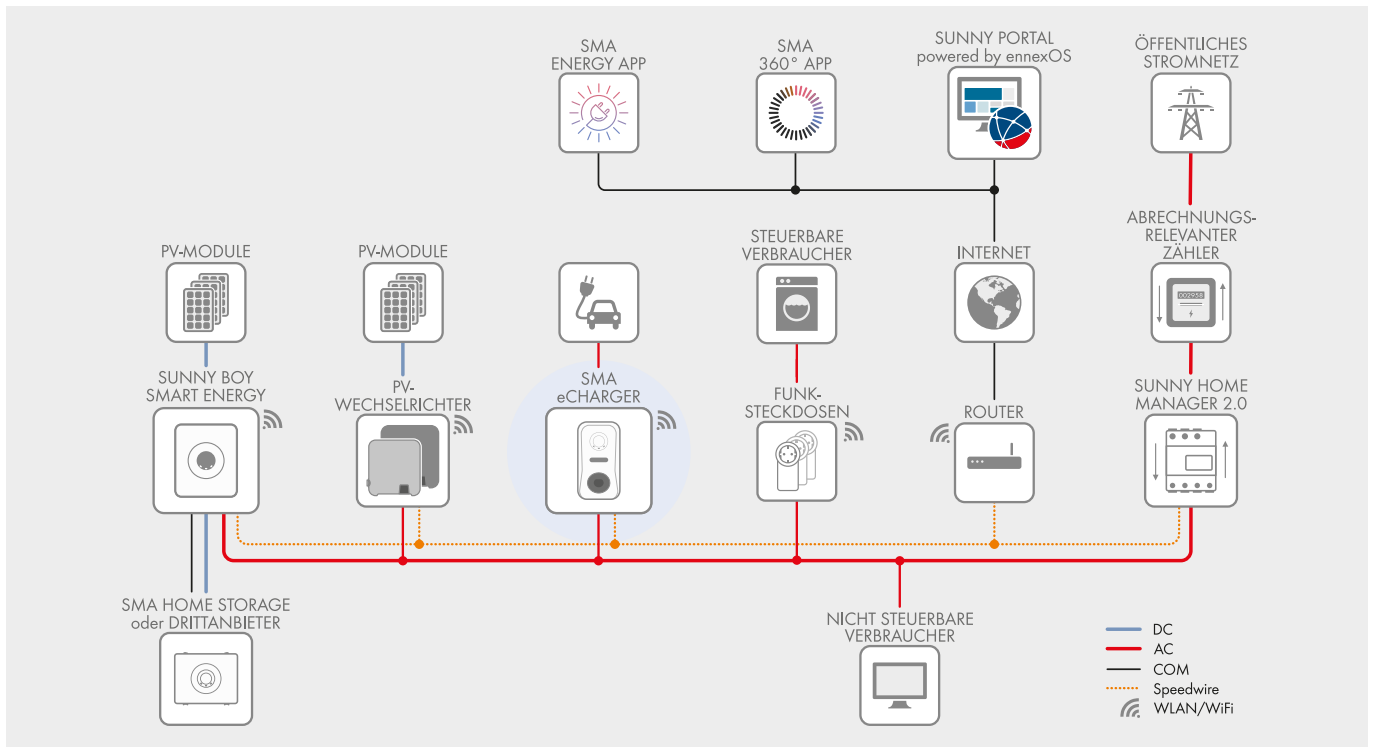 SMA
ENERGY APP
SMA
360° APP
SUNNY PORTAL
powered by ennexOS
ÖFFENTLICHES
STROMNETZ
PV-MODULE
PV-MODULE
STEUERBARE
VERBRAUCHER
INTERNET
ABRECHNUNGS-
RELEVANTER
ZÄHLER
SUNNY BOY
SMART ENERGY
PV-
WECHSELRICHTER
SMA
eCHARGER
FUNK-
STECKDOSEN
ROUTER
SUNNY HOME
MANAGER 2.0
SMA HOME STORAGE
oder DRITTANBIETER
NICHT STEUERBARE
VERBRAUCHER
DC
AC
COM
Speedwire
WLAN/WiFi